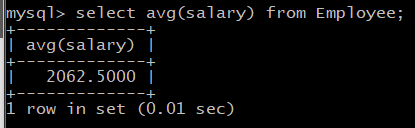 mysql> select avg(salary) from Employee;
+-------------+
| avg(salary) |
+-------------+
|   2062.5000 |
+-------------+
1 row in set (0.01 sec)